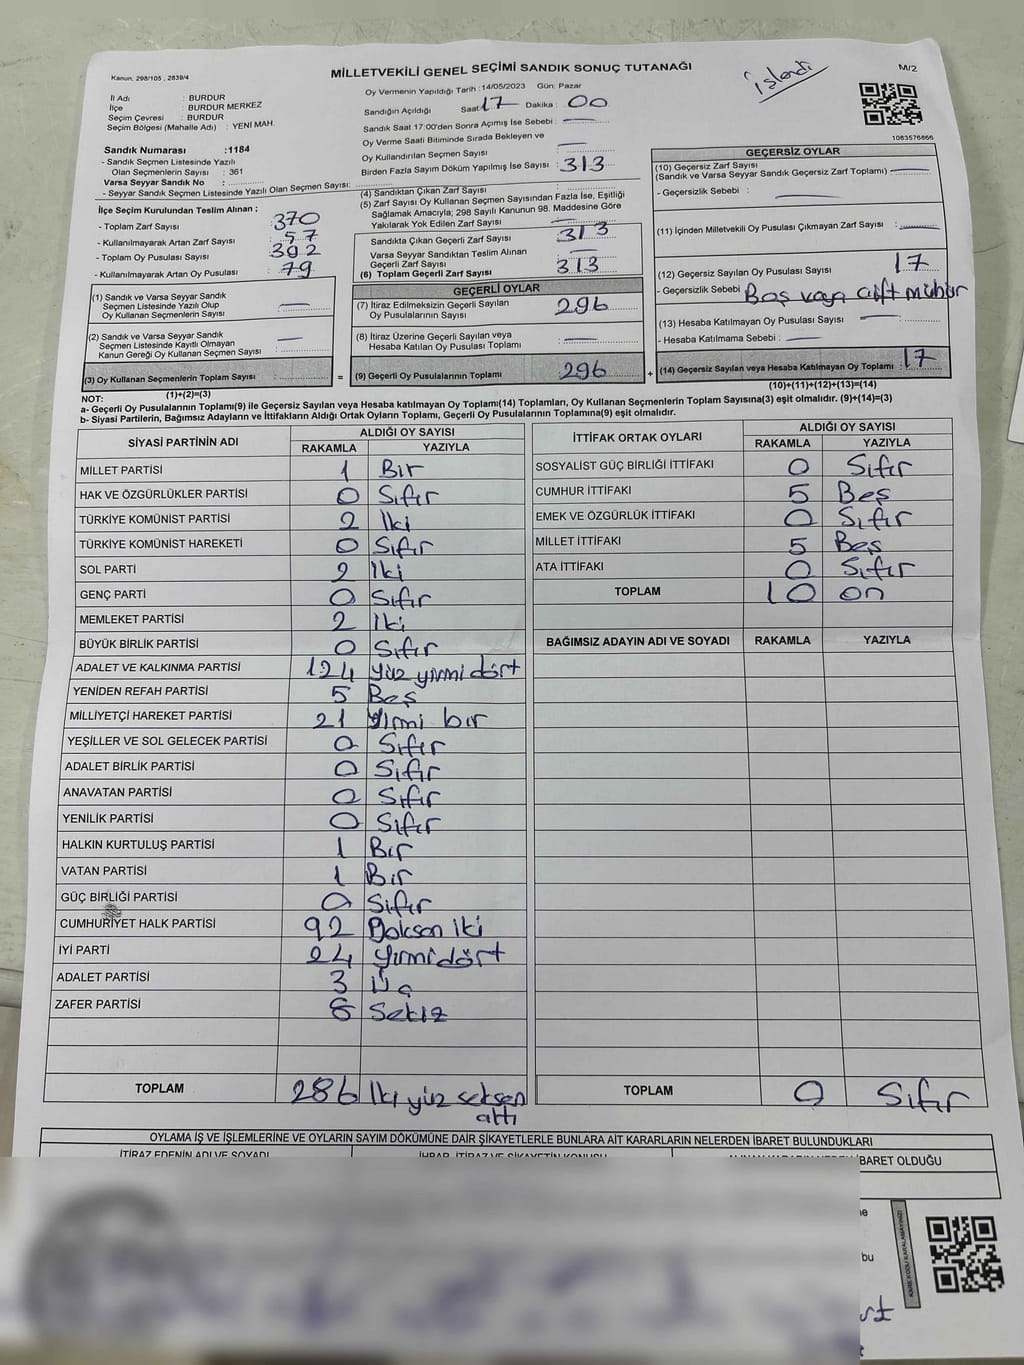 Kanun: 298/105 , 2839/4
MİLLETVEKİLİ GENEL SEÇİMİ SANDIK SONUÇ TUTANAĞI
işlendi
M/2
İl Adı : BURDUR
İlçe : BURDUR MERKEZ
Seçim Çevresi : BURDUR
Seçim Bölgesi (Mahalle Adı) : YENİ MAH.
Oy Vermenin Yapıldığı Tarih :14/05/2023 Gün: Pazar
Sandığın Açıldığı Saat: 17 Dakika : 00
Sandık Saat 17:00'den Sonra Açımış İse Sebebi :
Oy Verme Saati Bitiminde Sırada Bekleyen ve
Oy Kullandırılan Seçmen Sayısı
Birden Fazla Sayım Döküm Yapılmış İse Sayısı : 313
1083576666
Sandık Numarası :1184
- Sandık Seçmen Listesinde Yazılı
Olan Seçmenlerin Sayısı : 361
Varsa Seyyar Sandık No :
- Seyyar Sandık Seçmen Listesinde Yazılı Olan Seçmen Sayısı:
İlçe Seçim Kurulundan Teslim Alınan ;
- Toplam Zarf Sayısı : 370
- Kullanılmayarak Artan Zarf Sayısı : 57
- Toplam Oy Pusulası Sayısı : 392
- Kullanılmayarak Artan Oy Pusulası : 79
(1) Sandık ve Varsa Seyyar Sandık
Seçmen Listesinde Yazılı Olup
Oy Kullanan Seçmenlerin Sayısı :
(2) Sandık ve Varsa Seyyar Sandık
Seçmen Listesinde Kayıtlı Olmayan
Kanun Gereği Oy Kullanan Seçmen Sayısı :
(3) Oy Kullanan Seçmenlerin Toplam Sayısı :
(1)+(2)=(3)
(4) Sandıktan Çıkan Zarf Sayısı :
(5) Zarf Sayısı Oy Kullanan Seçmen Sayısından Fazla İse, Eşitliği
Sağlamak Amacıyla, 298 Sayılı Kanunun 98. Maddesine Göre
Yakılarak Yok Edilen Zarf Sayısı :
Sandıkta Çıkan Geçerli Zarf Sayısı : 313
Varsa Seyyar Sandıktan Teslim Alınan
Geçerli Zarf Sayısı
(6) Toplam Geçerli Zarf Sayısı : 313
GEÇERLİ OYLAR
(7) İtiraz Edilmeksizin Geçerli Sayılan
Oy Pusulalarının Sayısı : 296
(8) İtiraz Üzerine Geçerli Sayılan veya
Hesaba Katılan Oy Pusulası Toplamı :
= (9) Geçerli Oy Pusulalarının Toplamı : 296 +
GEÇERSİZ OYLAR
(10) Geçersiz Zarf Sayısı
(Sandık ve Varsa Seyyar Sandık Geçersiz Zarf Toplamı) :
- Geçersizlik Sebebi :
(11) İçinden Milletvekili Oy Pusulası Çıkmayan Zarf Sayısı :
(12) Geçersiz Sayılan Oy Pusulası Sayısı : 17
- Geçersizlik Sebebi : Boş veya çift mühür
(13) Hesaba Katılmayan Oy Pusulası Sayısı :
- Hesaba Katılmama Sebebi :
(14) Geçersiz Sayılan veya Hesaba Katılmayan Oy Toplamı : 17
(10)+(11)+(12)+(13)=(14)
NOT:
a- Geçerli Oy Pusulalarının Toplamı(9) ile Geçersiz Sayılan veya Hesaba katılmayan Oy Toplamı(14) Toplamları, Oy Kullanan Seçmenlerin Toplam Sayısına(3) eşit olmalıdır. (9)+(14)=(3)
b- Siyasi Partilerin, Bağımsız Adayların ve İttifakların Aldığı Ortak Oyların Toplamı, Geçerli Oy Pusulalarının Toplamına(9) eşit olmalıdır.
SİYASİ PARTİNİN ADI ALDIĞI OY SAYISI
RAKAMLA YAZIYLA
MİLLET PARTİSİ 1 Bir
HAK VE ÖZGÜRLÜKLER PARTİSİ 0 Sıfır
TÜRKİYE KOMÜNİST PARTİSİ 2 İki
TÜRKİYE KOMÜNİST HAREKETİ 0 Sıfır
SOL PARTİ 2 İki
GENÇ PARTİ 0 Sıfır
MEMLEKET PARTİSİ 2 İki
BÜYÜK BİRLİK PARTİSİ 0 Sıfır
ADALET VE KALKINMA PARTİSİ 124 yüz yirmi dört
YENİDEN REFAH PARTİSİ 5 Beş
MİLLİYETÇİ HAREKET PARTİSİ 21 Yirmi bir
YEŞİLLER VE SOL GELECEK PARTİSİ 0 Sıfır
ADALET BİRLİK PARTİSİ 0 Sıfır
ANAVATAN PARTİSİ 0 Sıfır
YENİLİK PARTİSİ 0 Sıfır
HALKIN KURTULUŞ PARTİSİ 1 Bir
VATAN PARTİSİ 1 Bir
GÜÇ BİRLİĞİ PARTİSİ 0 Sıfır
CUMHURİYET HALK PARTİSİ 92 Doksan iki
İYİ PARTİ 24 yirmi dört
ADALET PARTİSİ 3 Üç
ZAFER PARTİSİ 8 Sekiz
TOPLAM 286 İki yüz seksen
altı
İTTİFAK ORTAK OYLARI ALDIĞI OY SAYISI
RAKAMLA YAZIYLA
SOSYALİST GÜÇ BİRLİĞİ İTTİFAKI 0 Sıfır
CUMHUR İTTİFAKI 5 Beş
EMEK VE ÖZGÜRLÜK İTTİFAKI 0 Sıfır
MİLLET İTTİFAKI 5 Beş
ATA İTTİFAKI 0 Sıfır
TOPLAM 10 on
BAĞIMSIZ ADAYIN ADI VE SOYADI RAKAMLA YAZIYLA
TOPLAM 0 Sıfır
OYLAMA İŞ VE İŞLEMLERİNE VE OYLARIN SAYIM DÖKÜMÜNE DAİR ŞİKAYETLERLE BUNLARA AİT KARARLARIN NELERDEN İBARET BULUNDUKLARI
İTİRAZ EDENİN ADI VE SOYADI İHBAR, İTİRAZ VE ŞİKAYETİN KONUSU ALINAN KARARIN NEDEN İBARET OLDUĞU
bu